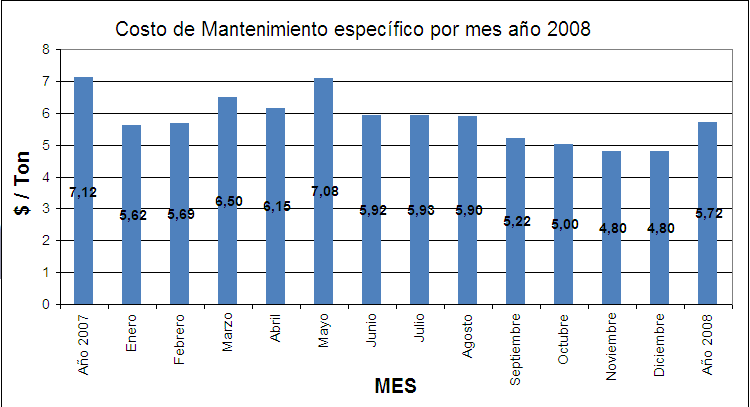 Costo de Mantenimiento específico por mes año 2008
8
7
6
5
4
3
2
1
0
$ / Ton
7,12
5,62
5,69
6,50
6,15
7,08
5,92
5,93
5,90
5,22
5,00
4,80
4,80
5,72
Año 2007
Enero
Febrero
Marzo
Abril
Mayo
Junio
Julio
Agosto
Septiembre
Octubre
Noviembre
Diciembre
Año 2008
MES